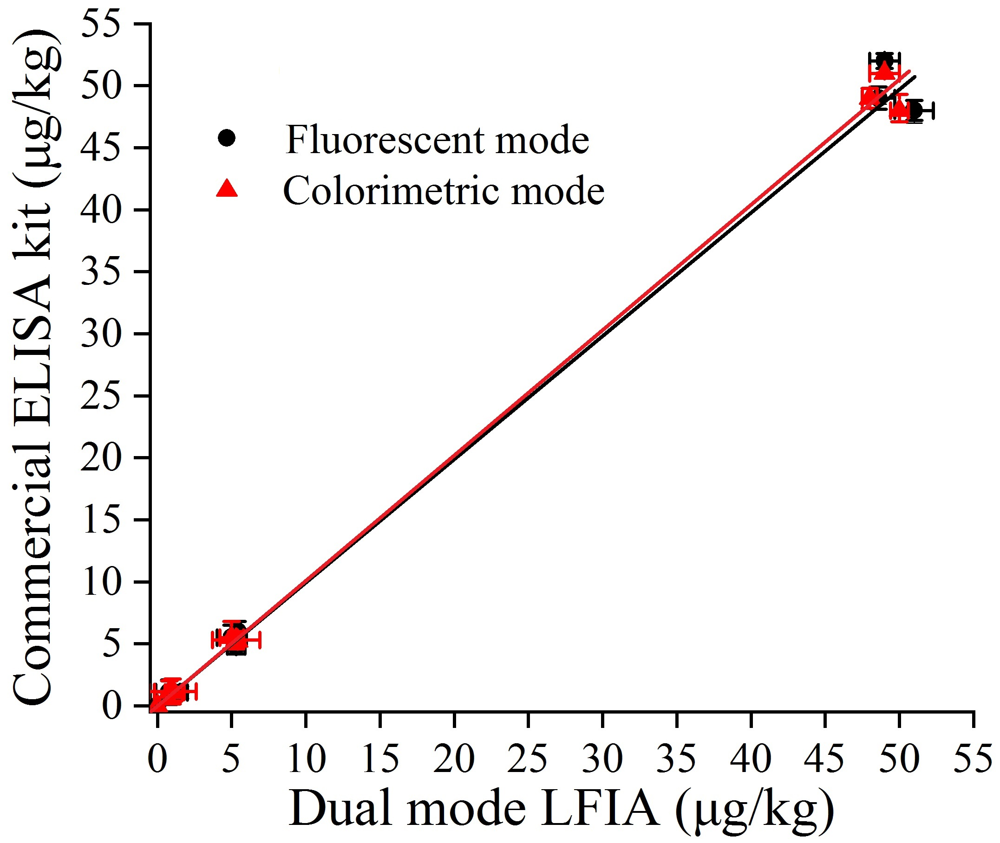 Commercial ELISA kit (μg/kg)
55
50
45
40
35
30
25
20
15
10
5
0
Fluorescent mode
Colorimetric mode
0 5 10 15 20 25 30 35 40 45 50 55
Dual mode LFIA (μg/kg)